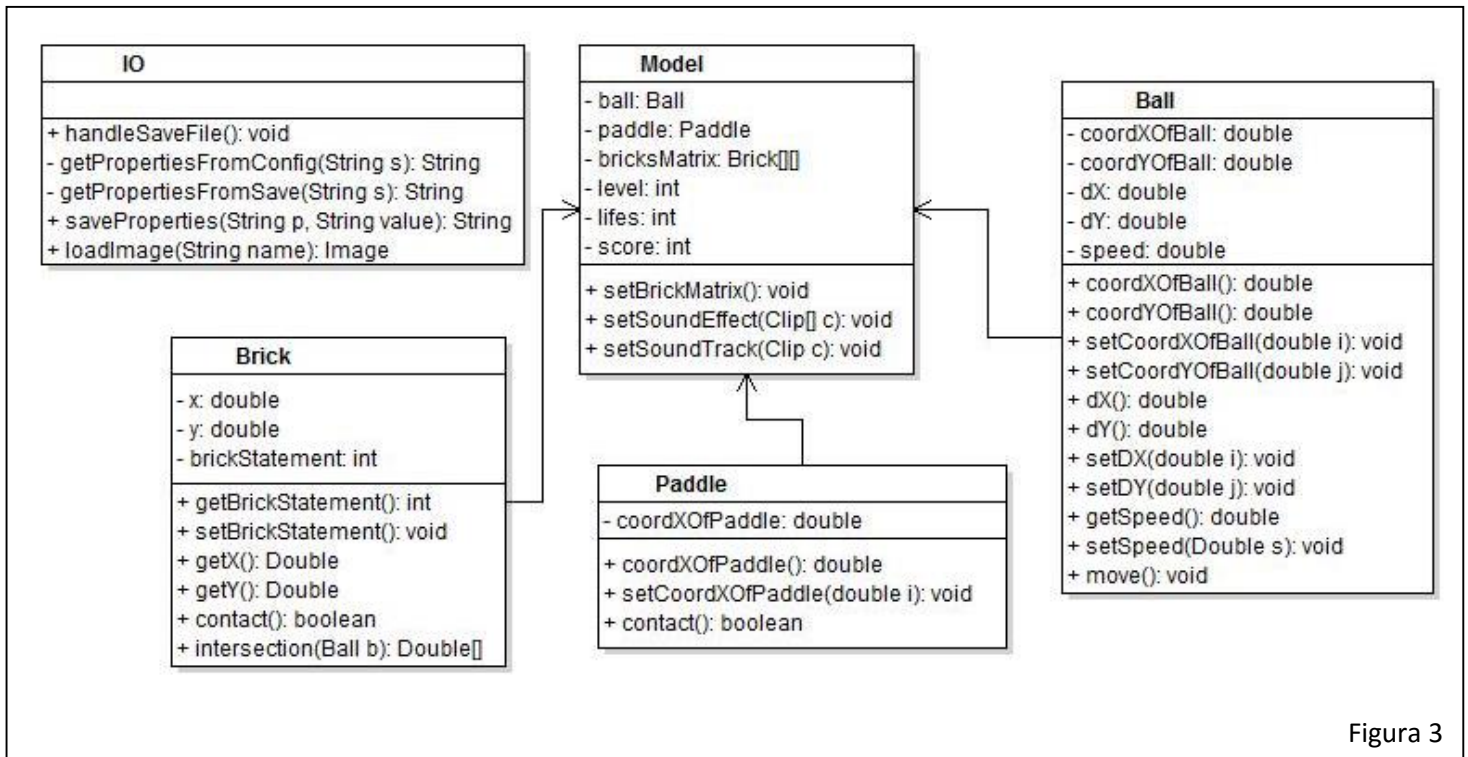 IO
+ handleSaveFile(): void
- getPropertiesFromConfig(String s): String
- getPropertiesFromSave(String s): String
+ saveProperties(String p, String value): String
+ loadImage(String name): Image
Model
- ball: Ball
- paddle: Paddle
- bricksMatrix: Brick[][]
- level: int
- lifes: int
- score: int
+ setBrickMatrix(): void
+ setSoundEffect(Clip[] c): void
+ setSoundTrack(Clip c): void
Ball
- coordXOfBall: double
- coordYOfBall: double
- dX: double
- dY: double
- speed: double
+ coordXOfBall(): double
+ coordYOfBall(): double
+ setCoordXOfBall(double i): void
+ setCoordYOfBall(double j): void
+ dX(): double
+ dY(): double
+ setDX(double i): void
+ setDY(double j): void
+ getSpeed(): double
+ setSpeed(Double s): void
+ move(): void
Brick
- x: double
- y: double
- brickStatement: int
+ getBrickStatement(): int
+ setBrickStatement(): void
+ getX(): Double
+ getY(): Double
+ contact(): boolean
+ intersection(Ball b): Double[]
Paddle
- coordXOfPaddle: double
+ coordXOfPaddle(): double
+ setCoordXOfPaddle(double i): void
+ contact(): boolean
Figura 3